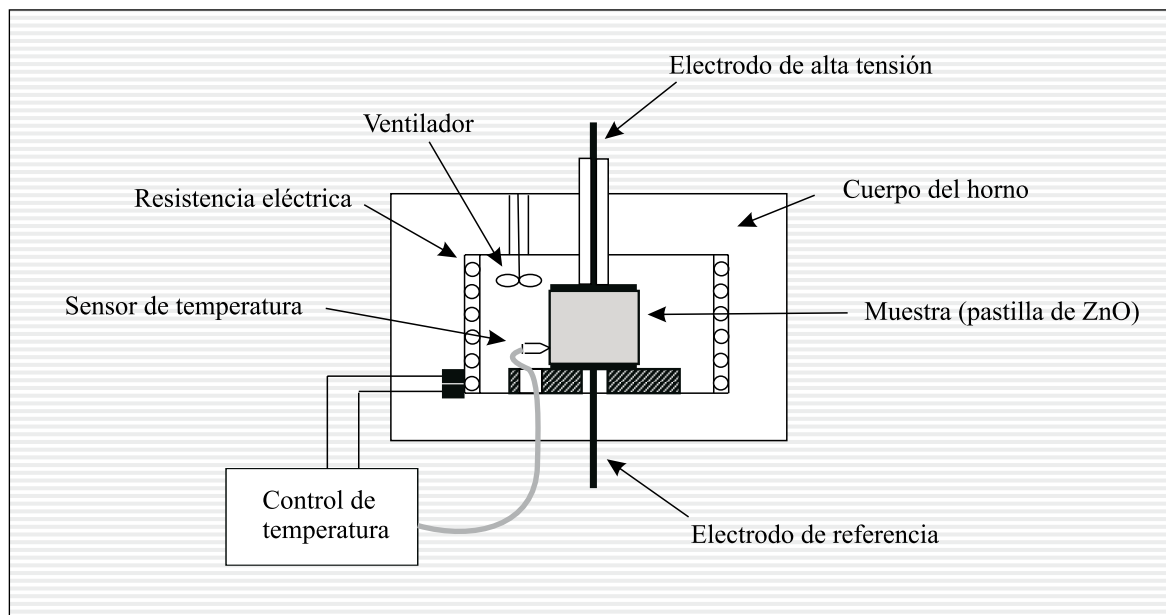 Electrodo de alta tensión
Ventilador
Resistencia eléctrica
Cuerpo del horno
Sensor de temperatura
Muestra (pastilla de ZnO)
Control de
temperatura
Electrodo de referencia